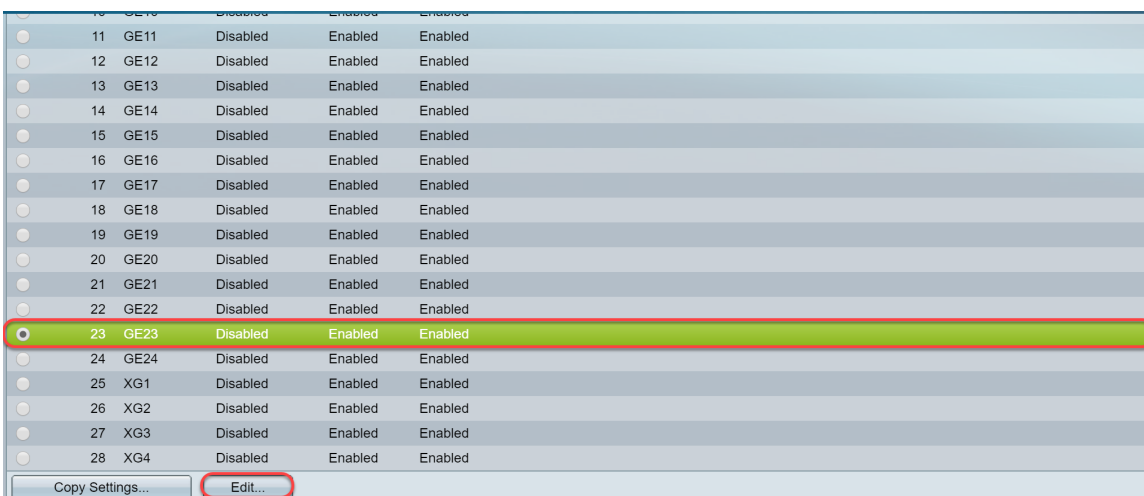 11 GE11 Disabled Enabled Enabled
12 GE12 Disabled Enabled Enabled
13 GE13 Disabled Enabled Enabled
14 GE14 Disabled Enabled Enabled
15 GE15 Disabled Enabled Enabled
16 GE16 Disabled Enabled Enabled
17 GE17 Disabled Enabled Enabled
18 GE18 Disabled Enabled Enabled
19 GE19 Disabled Enabled Enabled
20 GE20 Disabled Enabled Enabled
21 GE21 Disabled Enabled Enabled
22 GE22 Disabled Enabled Enabled
23 GE23 Disabled Enabled Enabled
24 GE24 Disabled Enabled Enabled
25 XG1 Disabled Enabled Enabled
26 XG2 Disabled Enabled Enabled
27 XG3 Disabled Enabled Enabled
28 XG4 Disabled Enabled Enabled
Copy Settings... Edit...